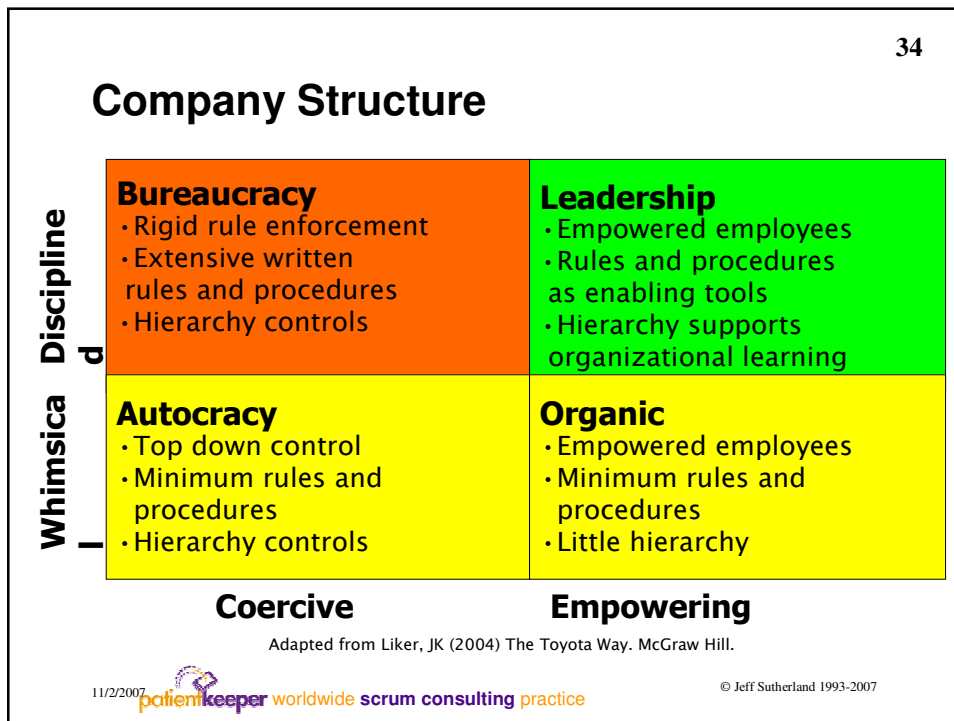 34
Company Structure
Discipline
d
Whimsica
l
Bureaucracy
•Rigid rule enforcement
•Extensive written
rules and procedures
•Hierarchy controls
Leadership
•Empowered employees
•Rules and procedures
as enabling tools
•Hierarchy supports
organizational learning
Autocracy
•Top down control
•Minimum rules and
procedures
•Hierarchy controls
Organic
•Empowered employees
•Minimum rules and
procedures
•Little hierarchy
Coercive Empowering
Adapted from Liker, JK (2004) The Toyota Way. McGraw Hill.
11/2/2007
patientkeeper worldwide scrum consulting practice
© Jeff Sutherland 1993-2007